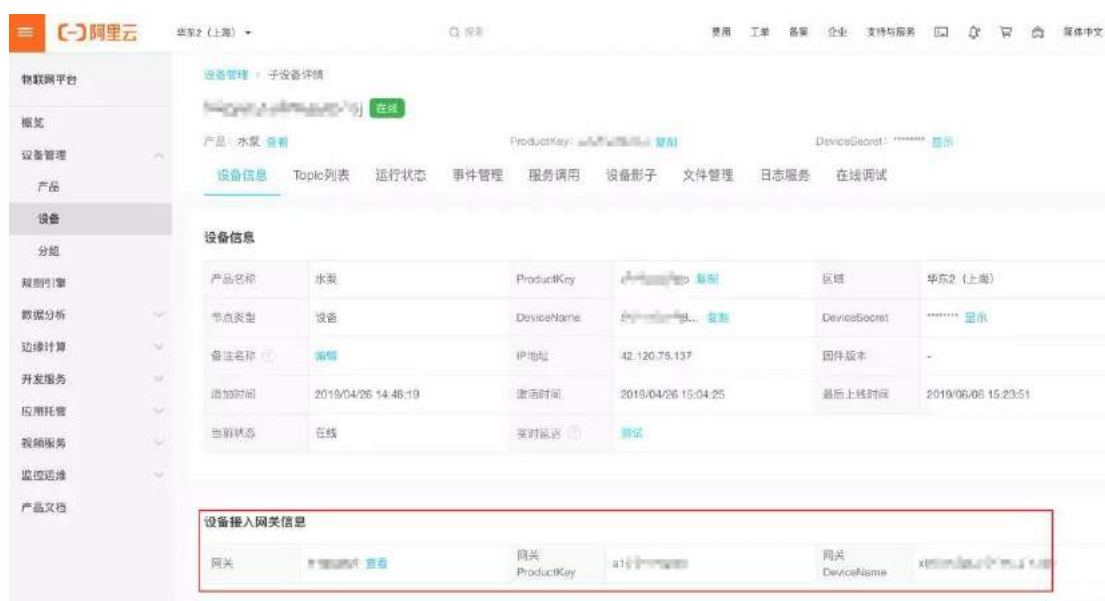 阿里云 华东2（上海） 搜索 费用 工单 备案 企业 支持与服务 简体中文
物联网平台
概览
设备管理
产品
设备
分组
规则引擎
数据分析
边缘计算
开发服务
应用托管
视频服务
监控运维
产品文档
设备管理 > 子设备详情
在线
产品：水泵 查看 ProductKey： 复制 DeviceSecret：******** 显示
设备信息 Topic列表 运行状态 事件管理 服务调用 设备影子 文件管理 日志服务 在线调试
设备信息
产品名称 水泵 ProductKey 复制 区域 华东2（上海）
节点类型 设备 DeviceName ... 复制 DeviceSecret ******** 显示
备注名称 编辑 IP地址 42.120.75.137 固件版本 -
添加时间 2019/04/26 14:46:19 激活时间 2019/04/26 15:04:25 最后上线时间 2019/06/06 15:23:51
当前状态 在线 实时延迟 测试
设备接入网关信息
网关 查看 网关 ProductKey 网关 DeviceName